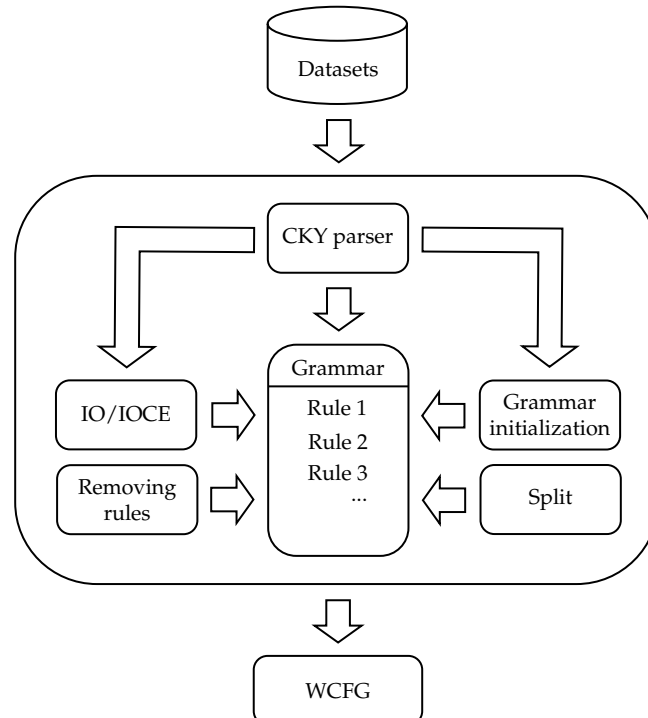 Datasets
CKY parser
Grammar
IO/IOCE
Rule 1
Grammar
initialization
Rule 2
Rule 3
...
Removing
rules
Split
WCFG